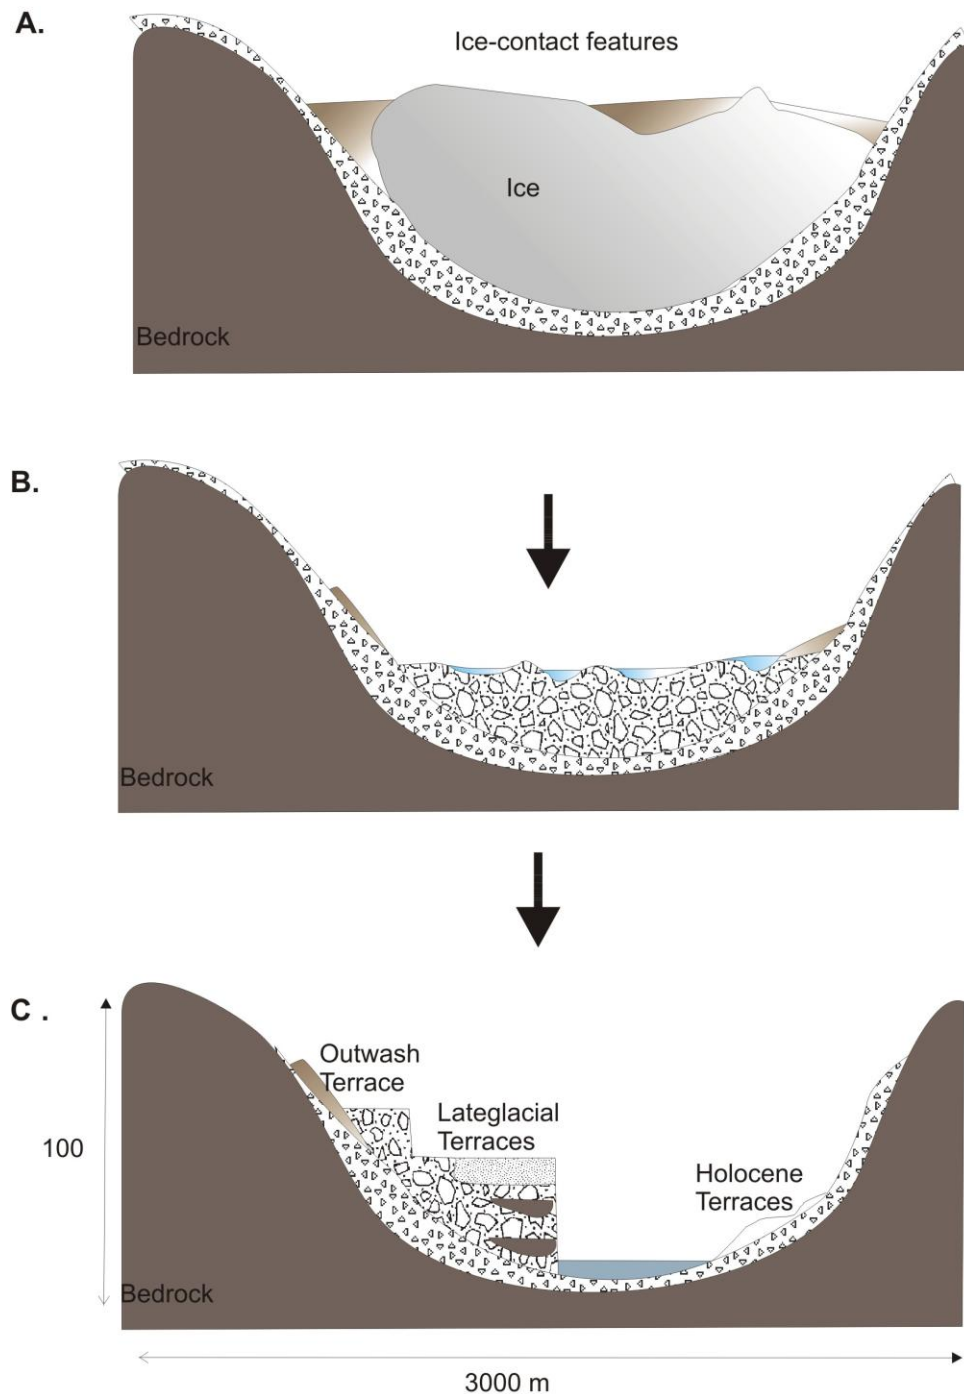 A.
Ice-contact features
Ice
Bedrock
B.
Bedrock
C .
Outwash
Terrace
Lateglacial
Terraces
100
Holocene
Terraces
Bedrock
3000 m